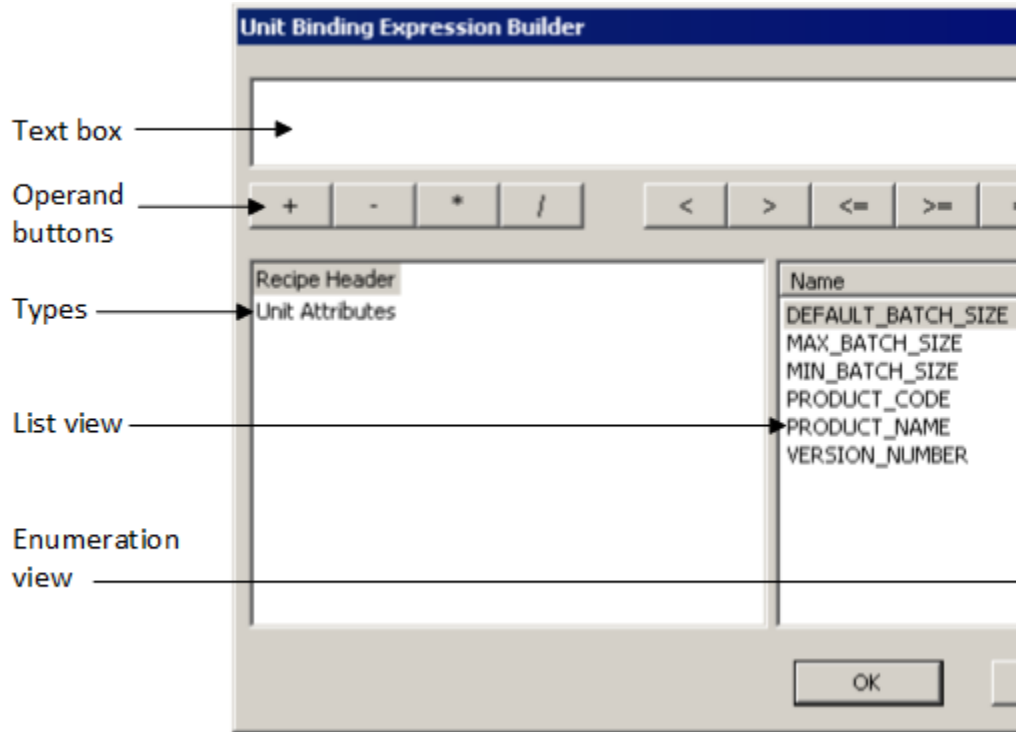 Unit Binding Expression Builder
Text box
Operand
buttons
+ - * / < > <= >=
Types
Recipe Header
Unit Attributes
Name
DEFAULT_BATCH_SIZE
MAX_BATCH_SIZE
MIN_BATCH_SIZE
PRODUCT_CODE
PRODUCT_NAME
VERSION_NUMBER
List view
Enumeration
view
OK